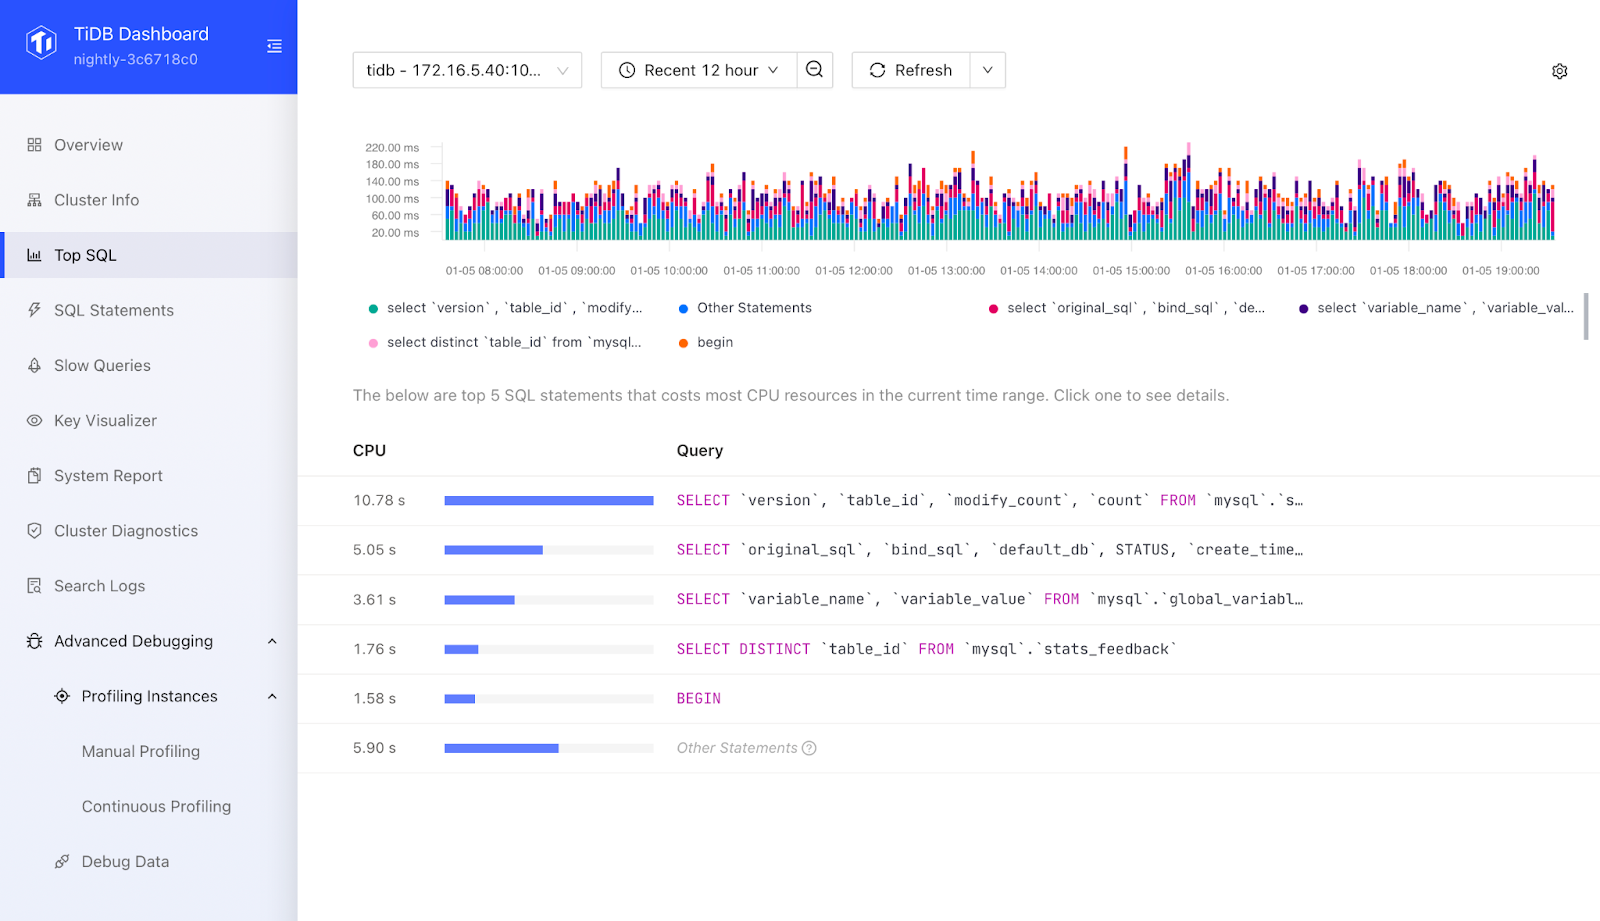 TiDB Dashboard
nightly-3c6718c0
Overview
Cluster Info
Top SQL
SQL Statements
Slow Queries
Key Visualizer
System Report
Cluster Diagnostics
Search Logs
Advanced Debugging
Profiling Instances
Manual Profiling
Continuous Profiling
Debug Data
tidb - 172.16.5.40:10... Recent 12 hour Refresh
220.00 ms
180.00 ms
140.00 ms
100.00 ms
60.00 ms
20.00 ms
01-05 08:00:00 01-05 09:00:00 01-05 10:00:00 01-05 11:00:00 01-05 12:00:00 01-05 13:00:00 01-05 14:00:00 01-05 15:00:00 01-05 16:00:00 01-05 17:00:00 01-05 18:00:00 01-05 19:00:00
select `version` , `table_id` , `modify... Other Statements select `original_sql` , `bind_sql` , `de... select `variable_name` , `variable_val...
select distinct `table_id` from `mysql... begin
The below are top 5 SQL statements that costs most CPU resources in the current time range. Click one to see details.
CPU Query
10.78 s SELECT `version`, `table_id`, `modify_count`, `count` FROM `mysql`.`s…
5.05 s SELECT `original_sql`, `bind_sql`, `default_db`, STATUS, `create_time…
3.61 s SELECT `variable_name`, `variable_value` FROM `mysql`.`global_variabl…
1.76 s SELECT DISTINCT `table_id` FROM `mysql`.`stats_feedback`
1.58 s BEGIN
5.90 s Other Statements